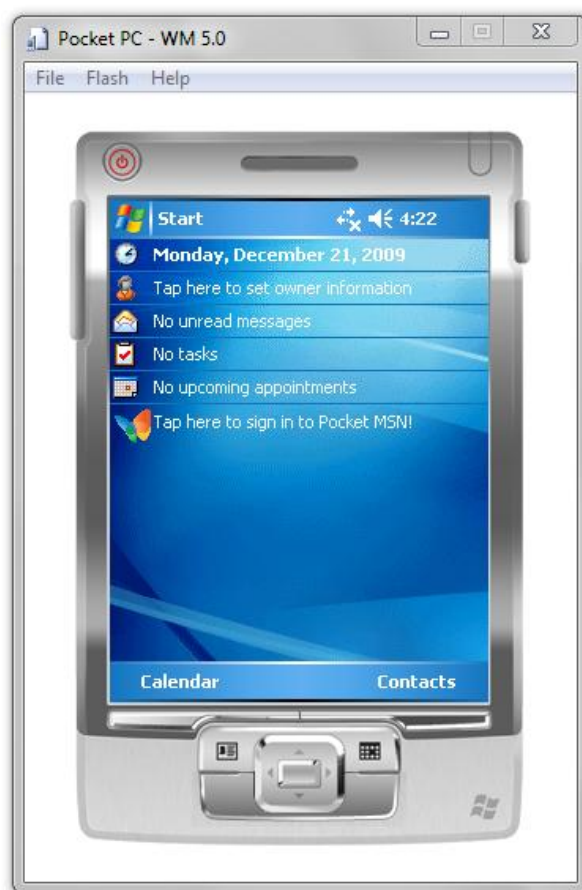 Pocket PC - WM 5.0
File Flash Help
Start 4:22
Monday, December 21, 2009
Tap here to set owner information
No unread messages
No tasks
No upcoming appointments
Tap here to sign in to Pocket MSN!
Calendar Contacts